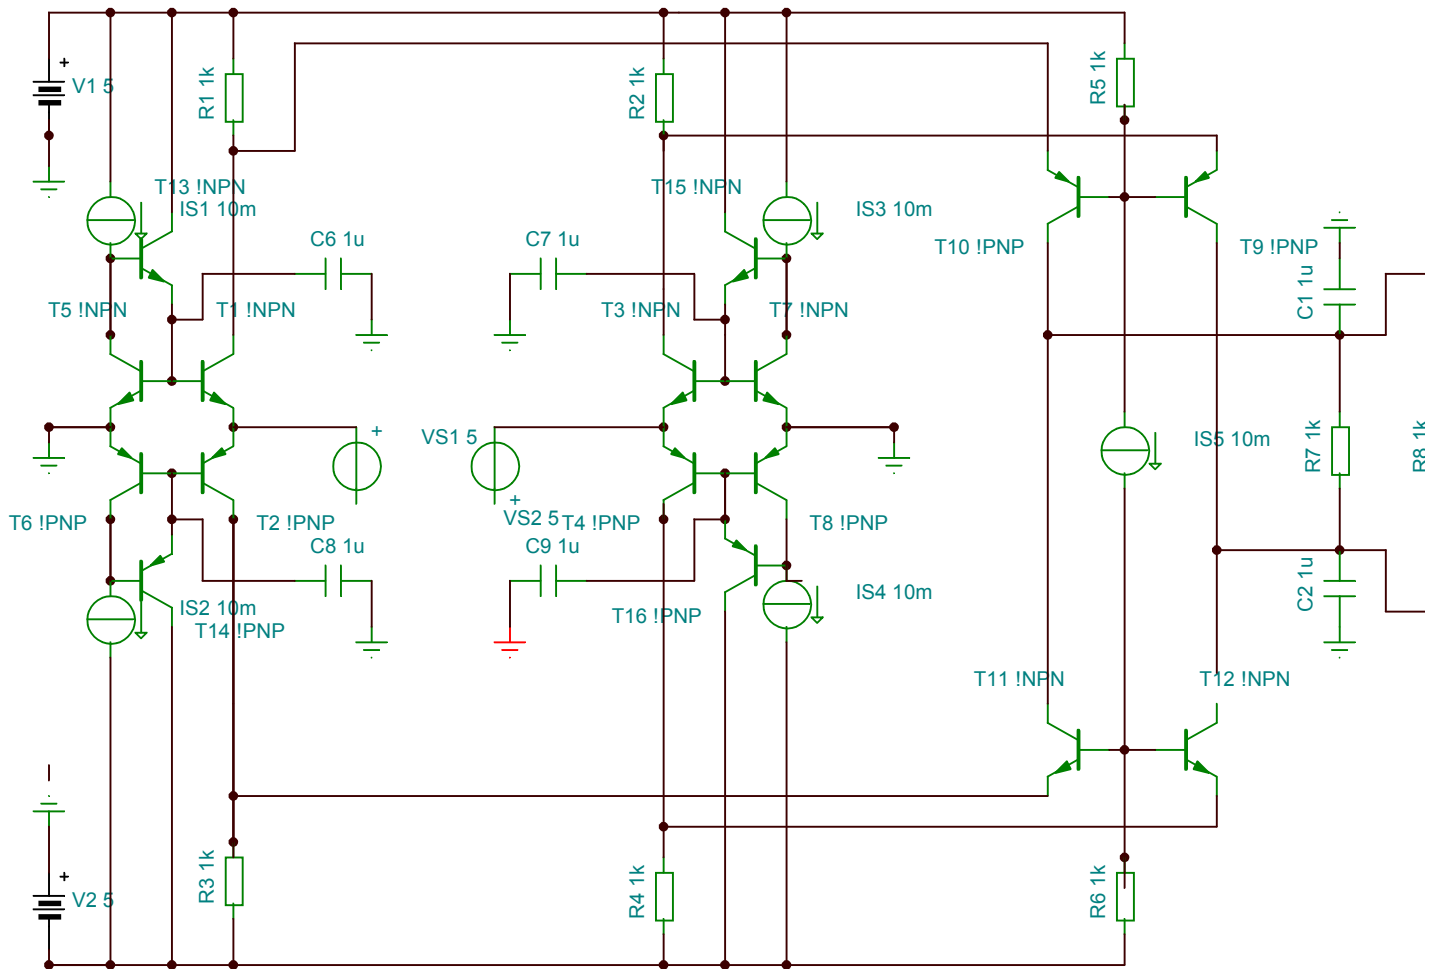 +
V1 5
R1 1k
R2 1k
R5 1k
T13 !NPN
IS1 10m
T15 !NPN
IS3 10m
C6 1u
C7 1u
T10 !PNP
T9 !PNP
T5 !NPN
T1 !NPN
T3 !NPN
T7 !NPN
C1 1u
+
VS1 5
IS5 10m
R7 1k
R8 1k
+
T6 !PNP
T2 !PNP
VS2 5
T4 !PNP
T8 !PNP
C8 1u
C9 1u
IS2 10m
T14 !PNP
T16 !PNP
IS4 10m
C2 1u
T11 !NPN
T12 !NPN
+
V2 5
R3 1k
R4 1k
R6 1k